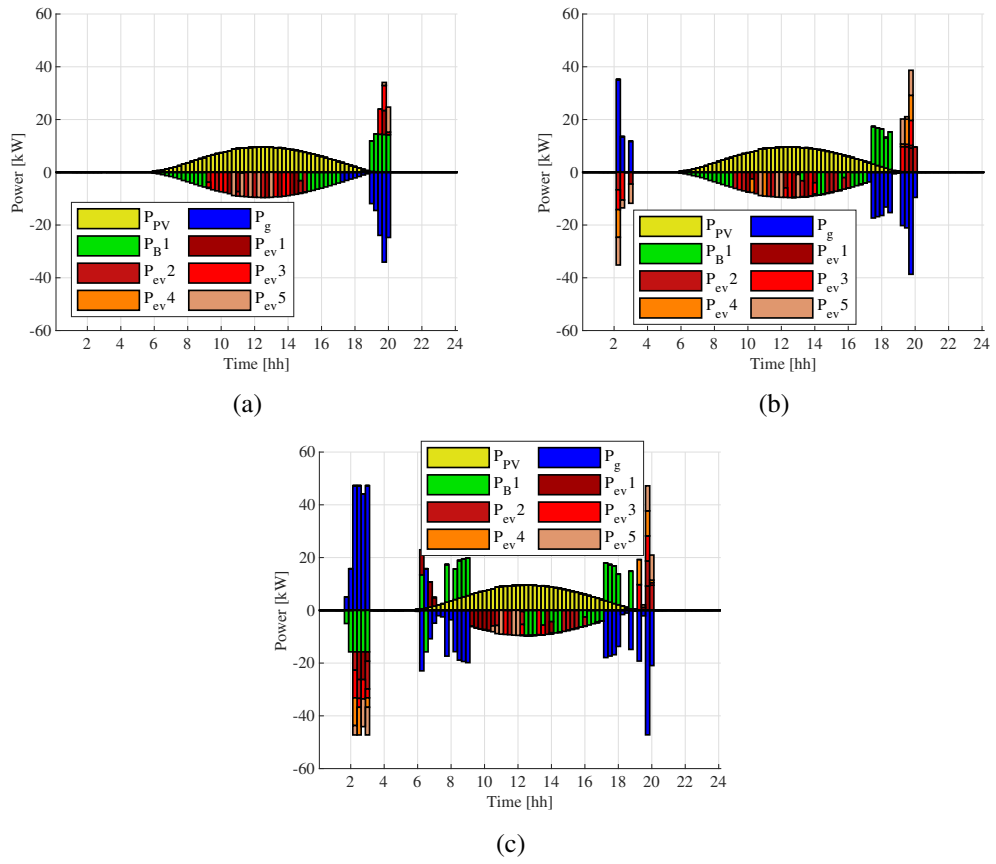 60
40
20
0
-20
-40
-60
Power [kW]
P_PV P_g
P_B1 P_ev1
P_ev2 P_ev3
P_ev4 P_ev5
2 4 6 8 10 12 14 16 18 20 22 24
Time [hh]
(a)
60
40
20
0
-20
-40
-60
Power [kW]
P_PV P_g
P_B1 P_ev1
P_ev2 P_ev3
P_ev4 P_ev5
2 4 6 8 10 12 14 16 18 20 22 24
Time [hh]
(b)
60
40
20
0
-20
-40
-60
Power [kW]
P_PV P_g
P_B1 P_ev1
P_ev2 P_ev3
P_ev4 P_ev5
2 4 6 8 10 12 14 16 18 20 22 24
Time [hh]
(c)